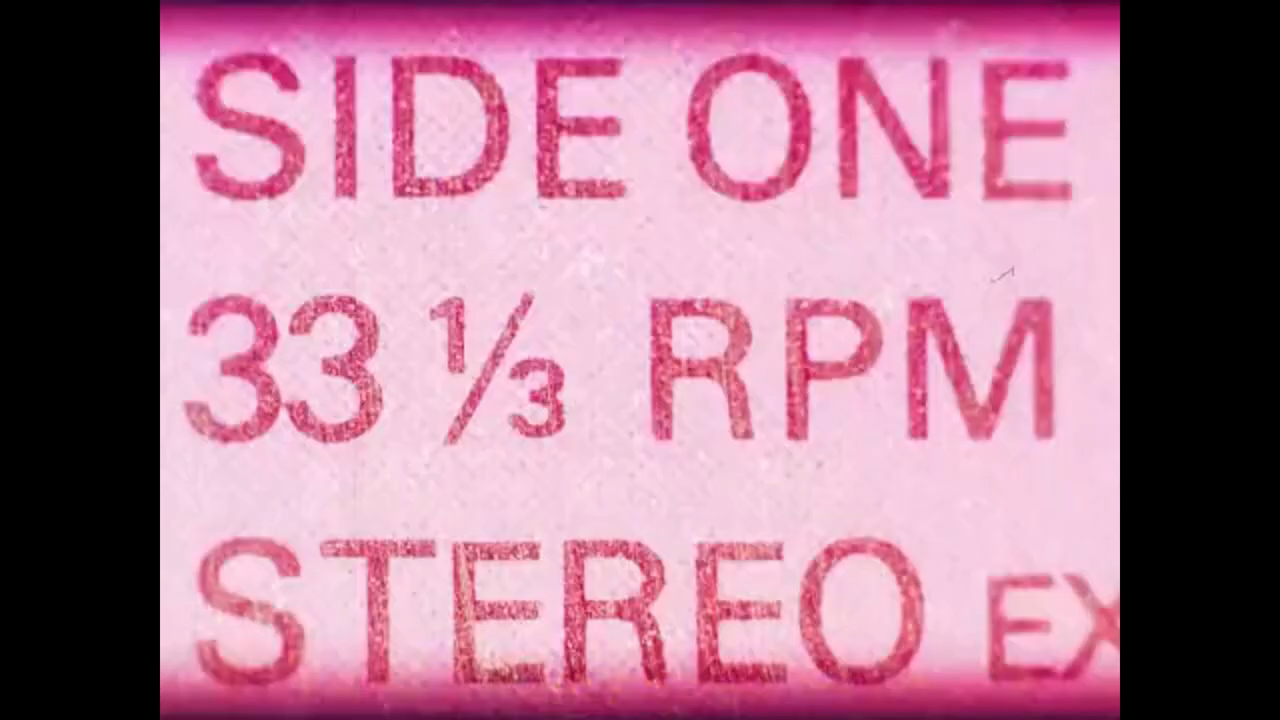 SIDE ONE
33 ⅓ RPM
STEREO EX